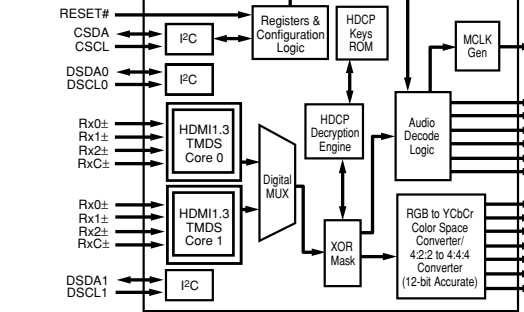 RESET#
CSDA
CSCL
I²C
Registers &
Configuration
Logic
HDCP
Keys
ROM
MCLK
Gen
DSDA0
DSCL0
I²C
Rx0±
Rx1±
Rx2±
RxC±
HDMI1.3
TMDS
Core 0
Digital
MUX
HDCP
Decryption
Engine
Audio
Decode
Logic
Rx0±
Rx1±
Rx2±
RxC±
HDMI1.3
TMDS
Core 1
XOR
Mask
RGB to YCbCr
Color Space
Converter/
4:2:2 to 4:4:4
Converter
(12-bit Accurate)
DSDA1
DSCL1
I²C